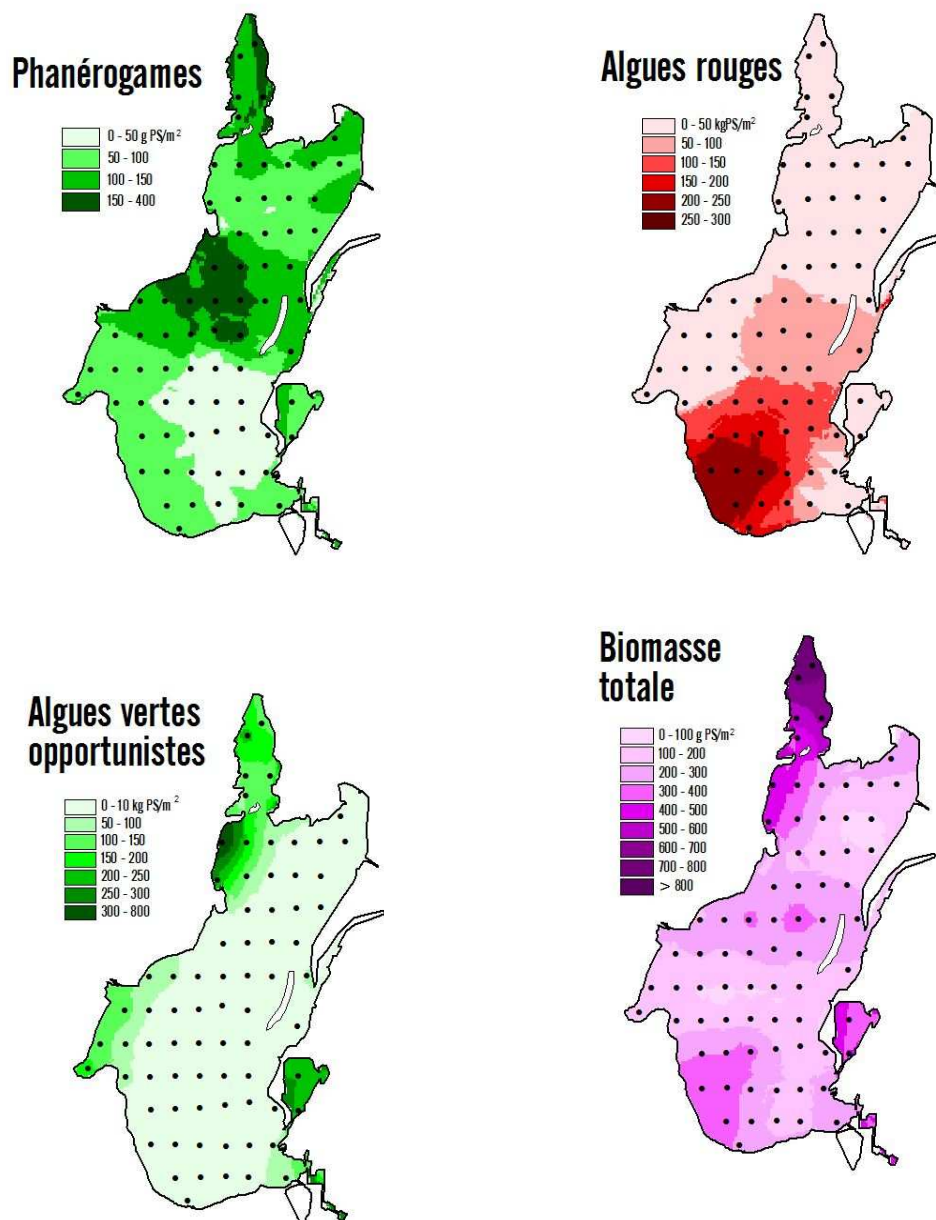 Phanérogames
0 - 50 g PS/m²
50 - 100
100 - 150
150 - 400
Algues rouges
0 - 50 kgPS/m²
50 - 100
100 - 150
150 - 200
200 - 250
250 - 300
Algues vertes
opportunistes
0 - 10 kg PS/m ²
50 - 100
100 - 150
150 - 200
200 - 250
250 - 300
300 - 800
Biomasse
totale
0 - 100 g PS/m²
100 - 200
200 - 300
300 - 400
400 - 500
500 - 600
600 - 700
700 - 800
> 800